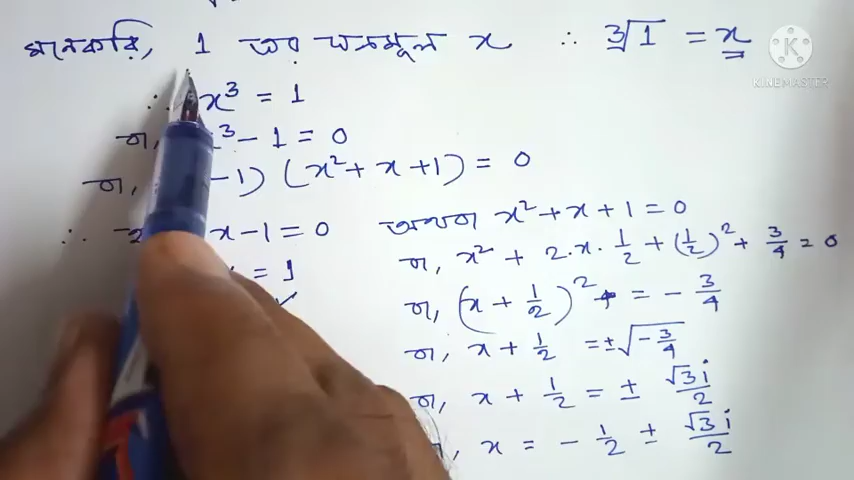 মনেকরি, 1 এর ঘনমূল x ∴ ∛1 = x
∴ x³ = 1
বা, ³ - 1 = 0
বা, - 1) (x² + x + 1) = 0
∴ x - 1 = 0 অথবা x² + x + 1 = 0
= 1 বা, x² + 2.x.1/2 + (1/2)² + 3/4 = 0
বা, (x + 1/2)² = - 3/4
বা, x + 1/2 = ±√(-3/4)
বা, x + 1/2 = ± √3i/2
x = - 1/2 ± √3i/2
K
KINEMASTER